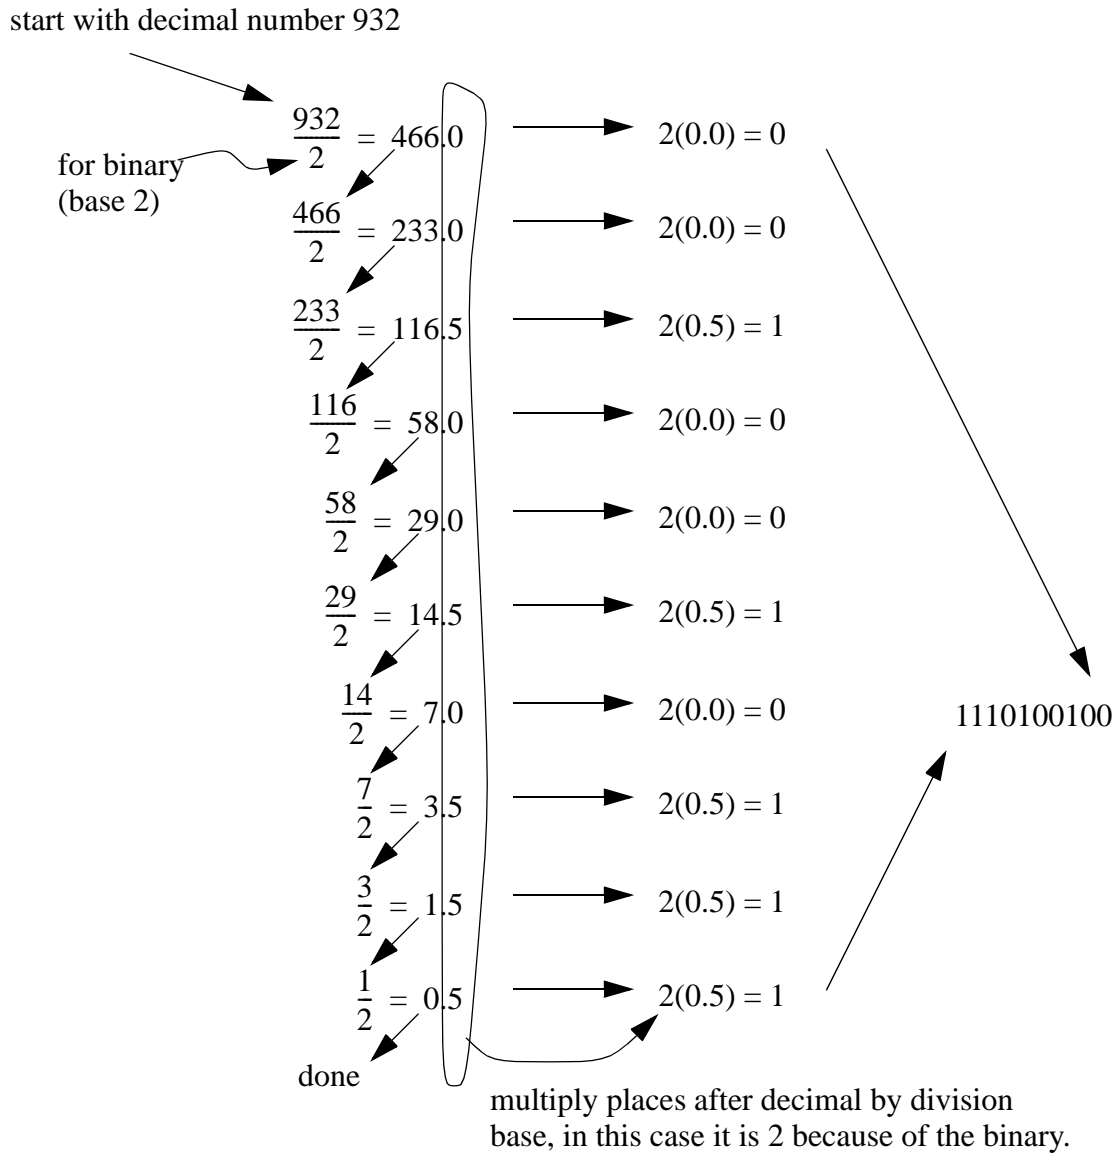 start with decimal number 932
932/2 = 466.0 2(0.0) = 0
for binary
(base 2)
466/2 = 233.0 2(0.0) = 0
233/2 = 116.5 2(0.5) = 1
116/2 = 58.0 2(0.0) = 0
58/2 = 29.0 2(0.0) = 0
29/2 = 14.5 2(0.5) = 1
14/2 = 7.0 2(0.0) = 0
1110100100
7/2 = 3.5 2(0.5) = 1
3/2 = 1.5 2(0.5) = 1
1/2 = 0.5 2(0.5) = 1
done
multiply places after decimal by division
base, in this case it is 2 because of the binary.